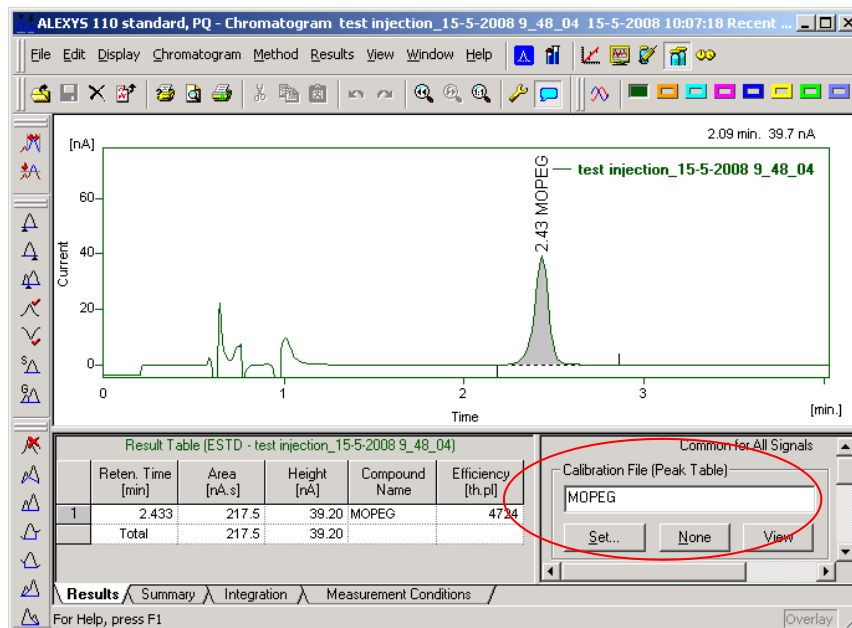 ALEXYS 110 standard, PQ - Chromatogram test injection_15-5-2008 9_48_04 15-5-2008 10:07:18 Recent ...
File Edit Display Chromatogram Method Results View Window Help
2.09 min. 39.7 nA
[nA]
test injection_15-5-2008 9_48_04
2.43 MOPEG
Current
60
40
20
0
0 1 2 3
Time
[min.]
Result Table (ESTD - test injection_15-5-2008 9_48_04)
Reten. Time [min] Area [nA.s] Height [nA] Compound Name Efficiency [th.pl]
1 2.433 217.5 39.20 MOPEG 4724
Total 217.5 39.20
Common for All Signals
Calibration File (Peak Table)
MOPEG
Set... None View
Results Summary Integration Measurement Conditions
For Help, press F1
Overlay